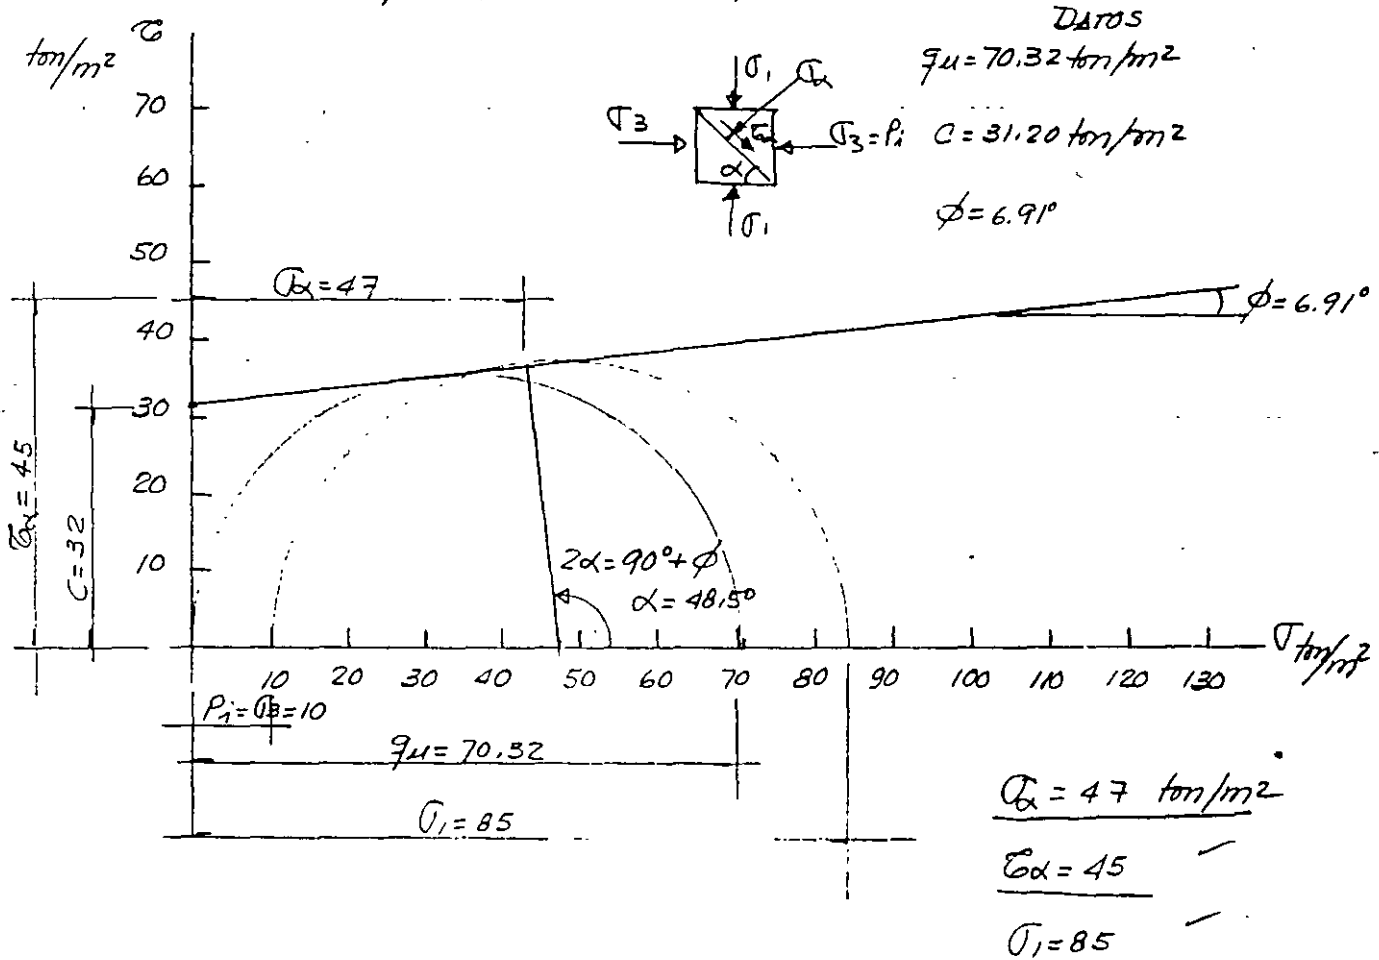 DATOS
τ
ton/m²
qu = 70.32 ton/m²
σ₁
σα
70
σ₃
τα
σ₃ = Pi
C = 31.20 ton/m²
60
α
φ = 6.91°
σ₁
50
σα = 47
φ = 6.91°
40
30
τα = 45
C = 32
20
10
2α = 90° + φ
α = 48.5°
σ ton/m²
10 20 30 40 50 60 70 80 90 100 110 120 130
Pi = σ3 = 10
qu = 70.32
σ₁ = 85
σα = 47 ton/m²
τα = 45
σ₁ = 85